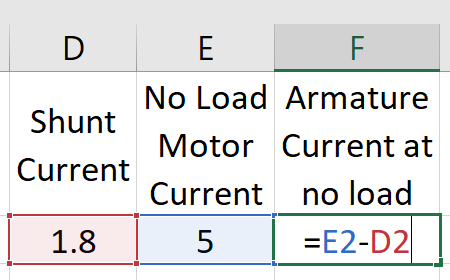 D E F
Shunt
Current
No Load
Motor
Current
Armature
Current at
no load
1.8 5 =E2-D2